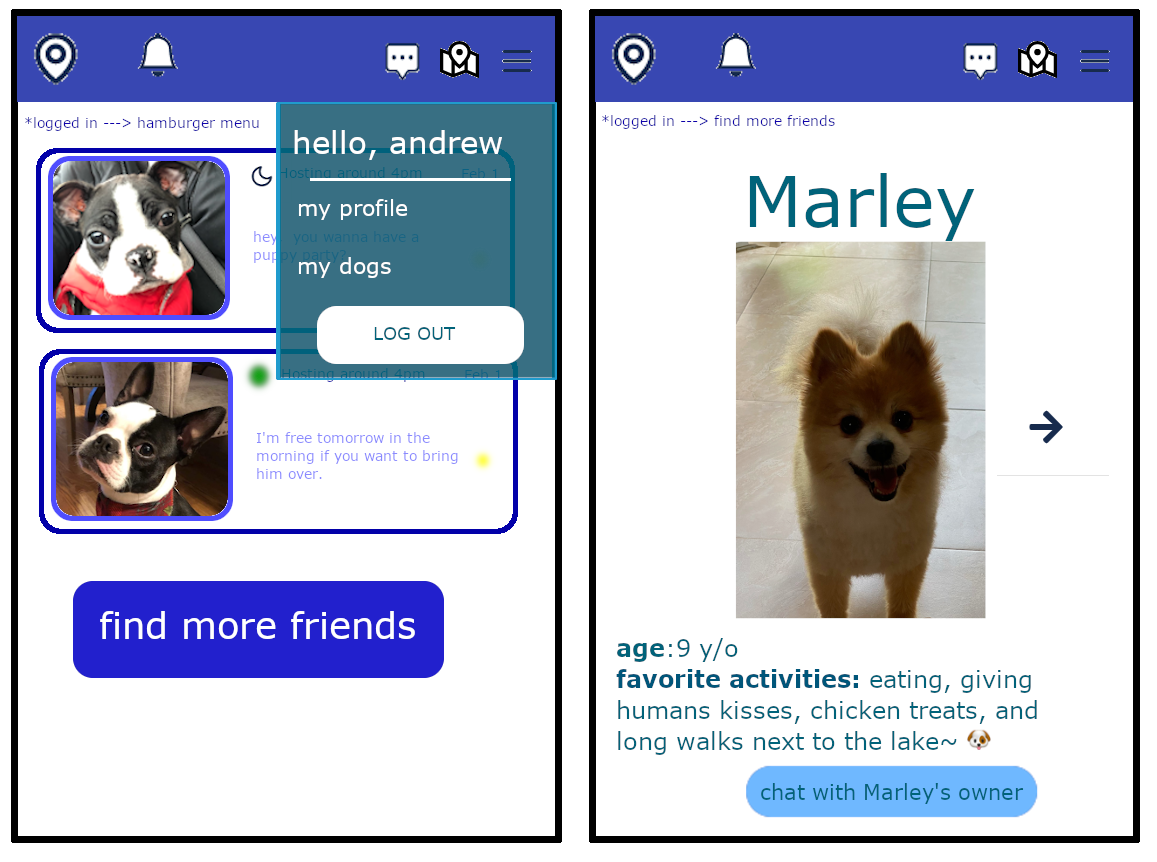 *logged in ---> hamburger menu
hello, andrew
Hosting around 4pm
Feb 1
my profile
hey, you wanna have a
puppy party?
my dogs
LOG OUT
Hosting around 4pm
Feb 1
I'm free tomorrow in the
morning if you want to bring
him over.
find more friends
*logged in ---> find more friends
Marley
age:9 y/o
favorite activities: eating, giving
humans kisses, chicken treats, and
long walks next to the lake~ 🐶
chat with Marley's owner